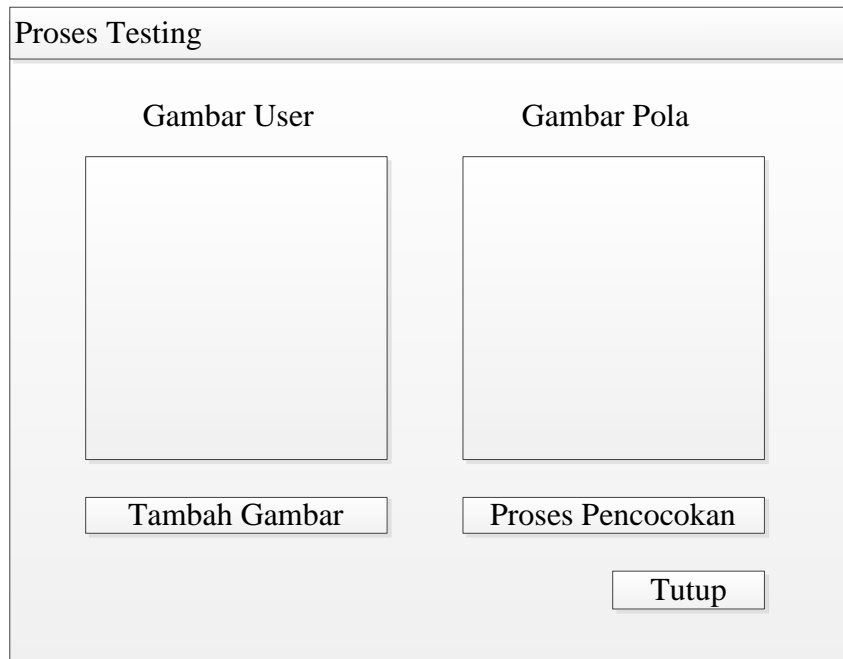 Proses Testing
Gambar User
Gambar Pola
Tambah Gambar
Proses Pencocokan
Tutup